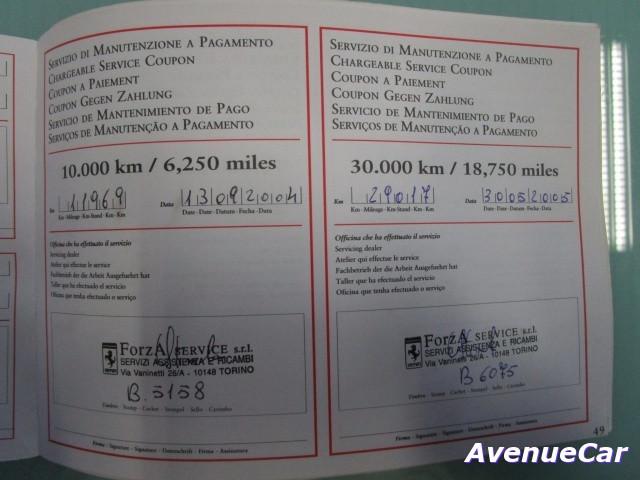 SERVIZIO DI MANUTENZIONE A PAGAMENTO
CHARGEABLE SERVICE COUPON
COUPON A PAIEMENT
COUPON GEGEN ZAHLUNG
SERVICIO DE MANTENIMIENTO DE PAGO
SERVIÇOS DE MANUTENÇÃO A PAGAMENTO
10.000 km / 6,250 miles
Km 11969 Data 13092004
Km - Mileage - Km-Stand - Km - Km Date - Date - Datum - Fecha - Data
Officina che ha effettuato il servizio
Servicing dealer
Atelier qui effectue le service
Fachbetrieb der die Arbeit Ausgefuehrt hat
Taller que ha efectuado el servicio
Oficina que tenha efectuado o serviço
FORZA SERVICE s.r.l.
SERVIZI ASSISTENZA E RICAMBI
Via Vaninetti 26/A - 10148 TORINO
B.5158
Timbro - Stamp - Cachet - Stempel - Sello - Carimbo
Firma - Signature - Signature - Unterschrift - Firma - Assinatura
SERVIZIO DI MANUTENZIONE A PAGAMENTO
CHARGEABLE SERVICE COUPON
COUPON A PAIEMENT
COUPON GEGEN ZAHLUNG
SERVICIO DE MANTENIMIENTO DE PAGO
SERVIÇOS DE MANUTENÇÃO A PAGAMENTO
30.000 km / 18,750 miles
Km 29017 Data 30052005
Km - Mileage - Km-Stand - Km - Km Date - Date - Datum - Fecha - Data
Officina che ha effettuato il servizio
Servicing dealer
Atelier qui effectue le service
Fachbetrieb der die Arbeit Ausgefuehrt hat
Taller que ha efectuado el servicio
Oficina que tenha efectuado o serviço
FORZA SERVICE s.r.l.
SERVIZI ASSISTENZA E RICAMBI
Via Vaninetti 26/A - 10148 TORINO
B 6075
Timbro - Stamp - Cachet - Stempel - Sello - Carimbo
Firma - Signature - Signature - Unterschrift - Firma - Assinatura
49
AvenueCar